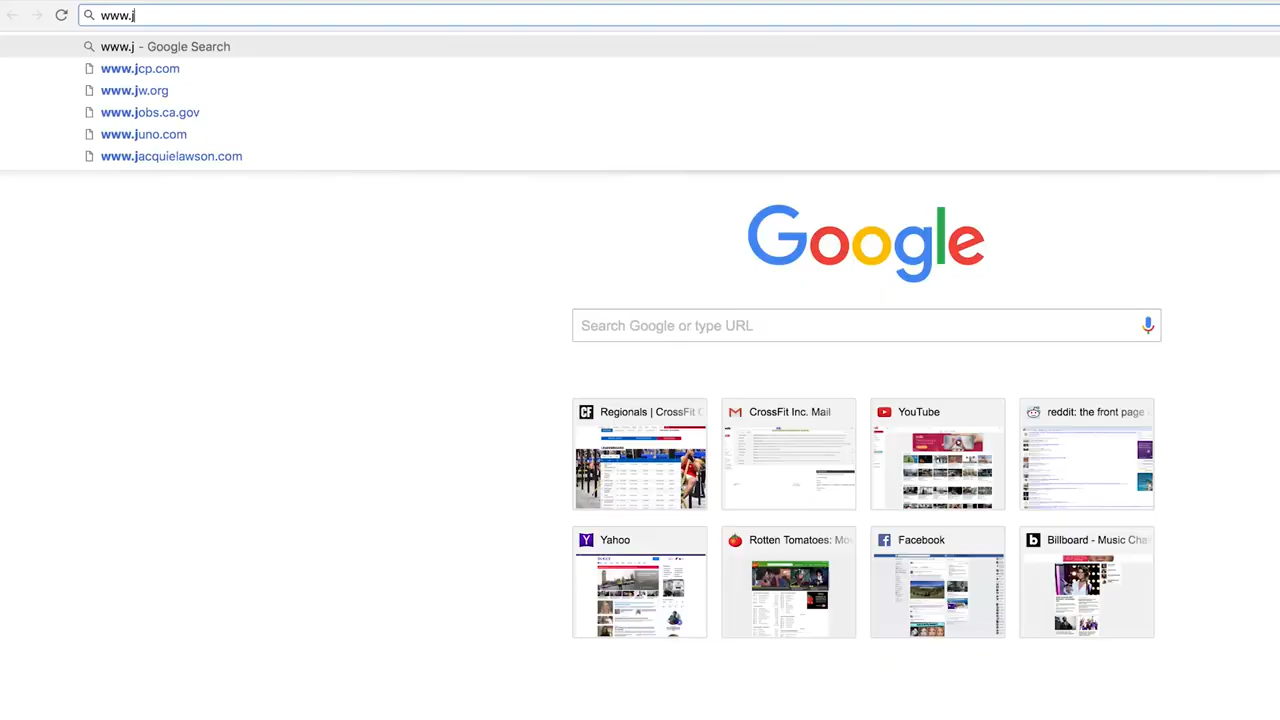 www.j
www.j - Google Search
www.jcp.com
www.jw.org
www.jobs.ca.gov
www.juno.com
www.jacquielawson.com
Google
Search Google or type URL
Regionals | CrossFit
CrossFit Inc. Mail
YouTube
reddit: the front page
Yahoo
Rotten Tomatoes: Mo
Facebook
Billboard - Music Cha